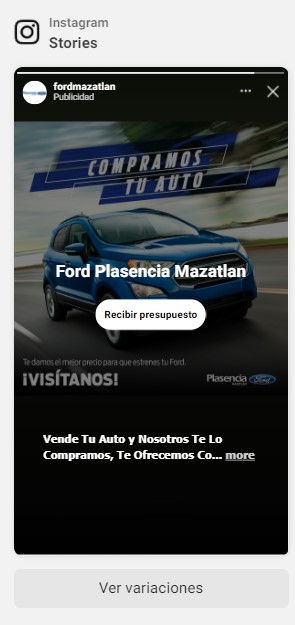 Instagram
Stories
fordmazatlan
Publicidad
COMPRAMOS
TU AUTO
Ford Plasencia Mazatlan
Recibir presupuesto
Te damos el mejor precio para que estrenes tu Ford.
¡VISÍTANOS!
Plasencia Ford
Vende Tu Auto y Nosotros Te Lo
Compramos, Te Ofrecemos Co... more
Ver variaciones